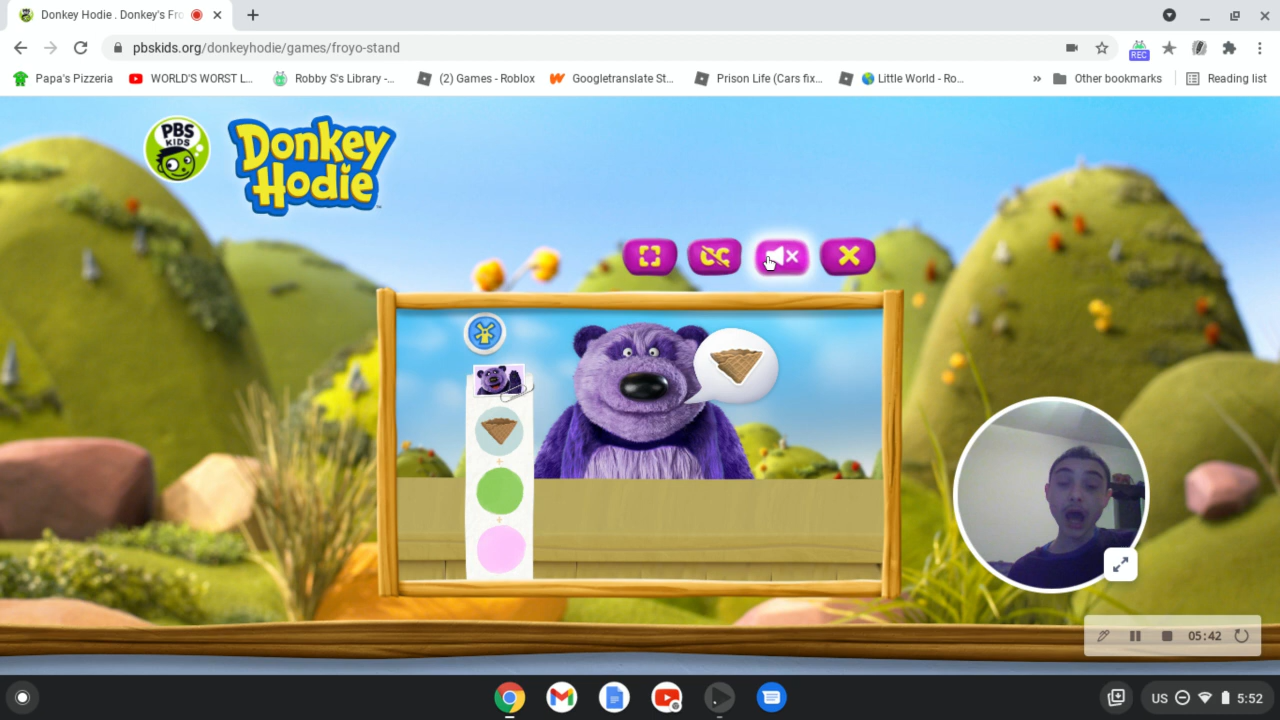 Donkey Hodie . Donkey's Fro
pbskids.org/donkeyhodie/games/froyo-stand
REC
Papa's Pizzeria
WORLD'S WORST L...
Robby S's Library -...
(2) Games - Roblox
Googletranslate St...
Prison Life (Cars fix...
Little World - Ro...
»
Other bookmarks
Reading list
PBS
KIDS
Donkey
Hodie
CC
05:42
US
5:52